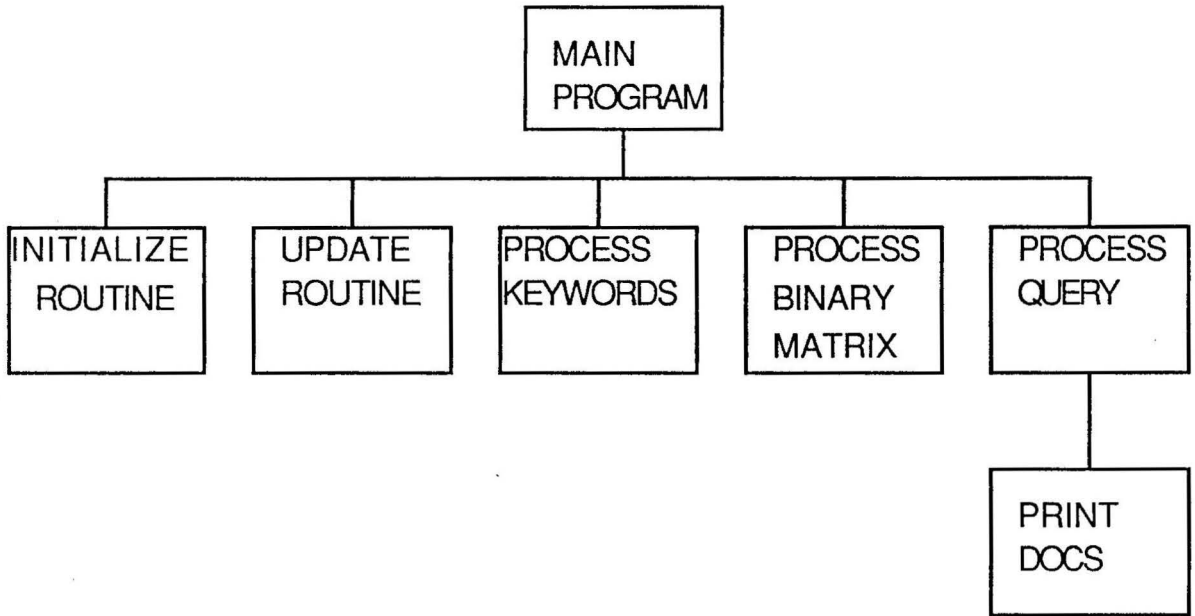 MAIN
PROGRAM
INITIALIZE
ROUTINE
UPDATE
ROUTINE
PROCESS
KEYWORDS
PROCESS
BINARY
MATRIX
PROCESS
QUERY
PRINT
DOCS